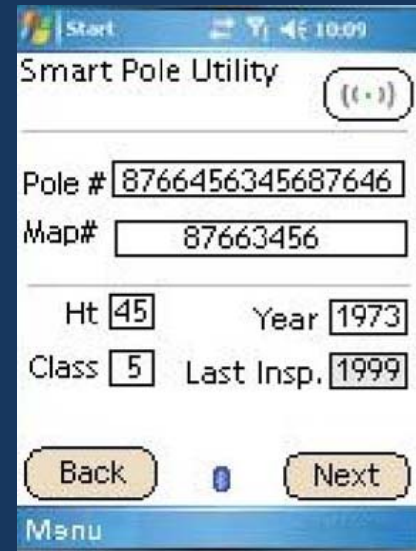 Start 10:09
Smart Pole Utility
Pole # 8766456345687646
Map# 87663456
Ht 45 Year 1973
Class 5 Last Insp. 1999
Back Next
Menu